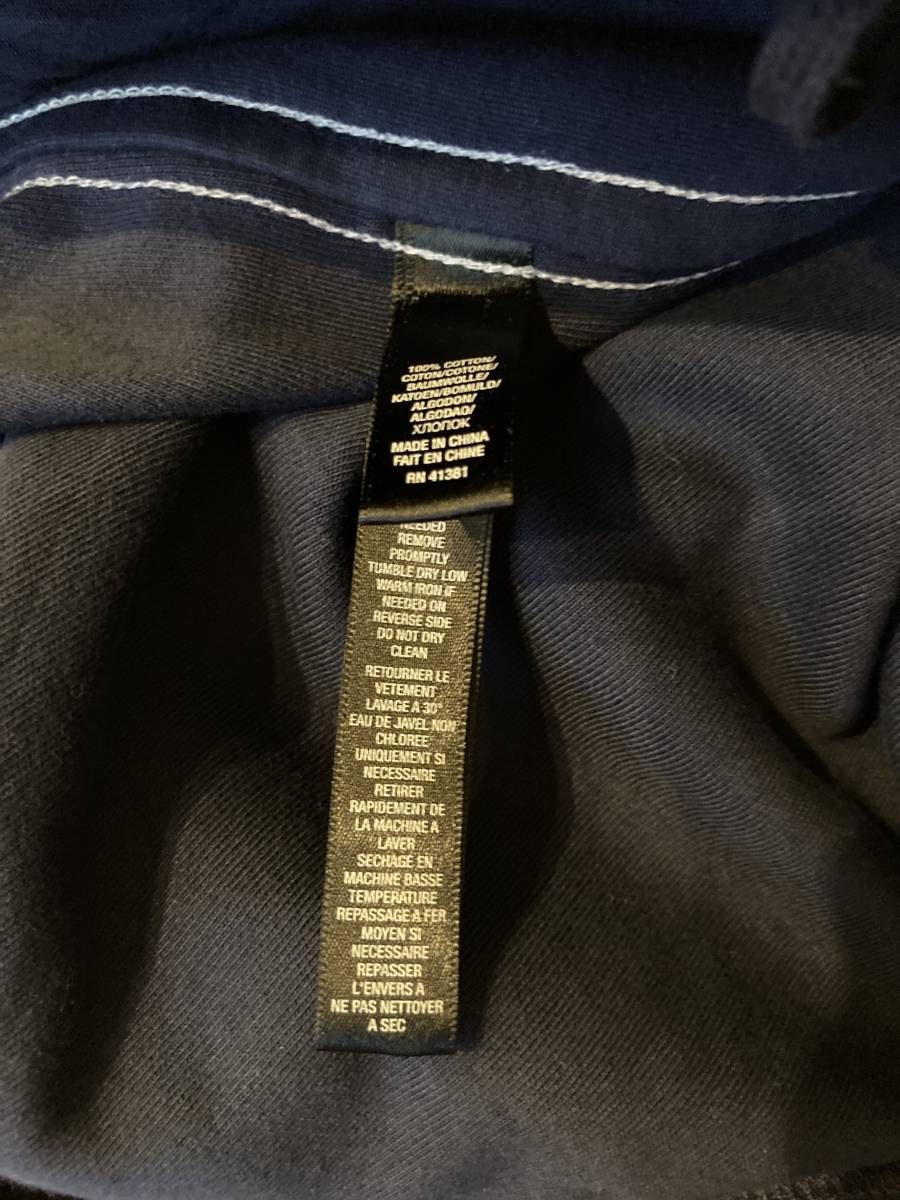 100% COTTON/
COTON/COTONE/
BAUMWOLLE/
KATOEN/BOMULD/
ALGODON/
ALGODAO/
ХЛОПОК
MADE IN CHINA
FAIT EN CHINE
RN 41381
NEEDED
REMOVE
PROMPTLY
TUMBLE DRY LOW
WARM IRON IF
NEEDED ON
REVERSE SIDE
DO NOT DRY
CLEAN
RETOURNER LE
VETEMENT
LAVAGE A 30°
EAU DE JAVEL NON
CHLOREE
UNIQUEMENT SI
NECESSAIRE
RETIRER
RAPIDEMENT DE
LA MACHINE A
LAVER
SECHAGE EN
MACHINE BASSE
TEMPERATURE
REPASSAGE A FER
MOYEN SI
NECESSAIRE
REPASSER
L'ENVERS A
NE PAS NETTOYER
A SEC